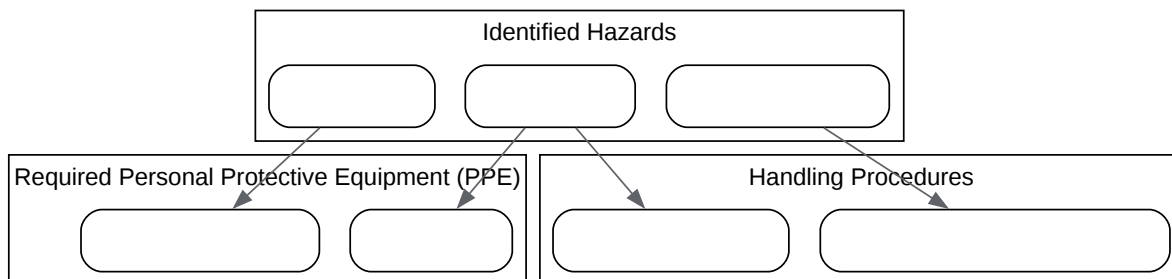 Identified Hazards
Required Personal Protective Equipment (PPE)
Handling Procedures